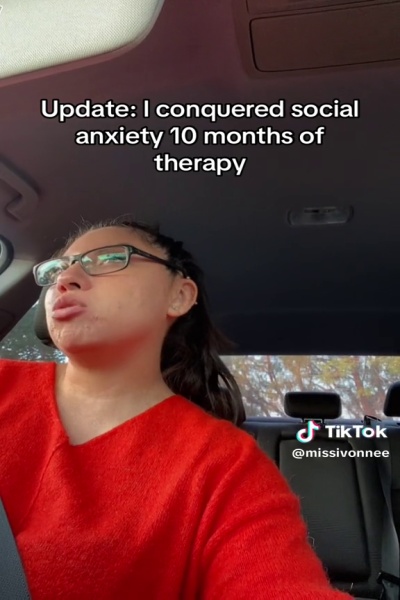 Update: I conquered social
anxiety 10 months of
therapy
TikTok
@missivonnee